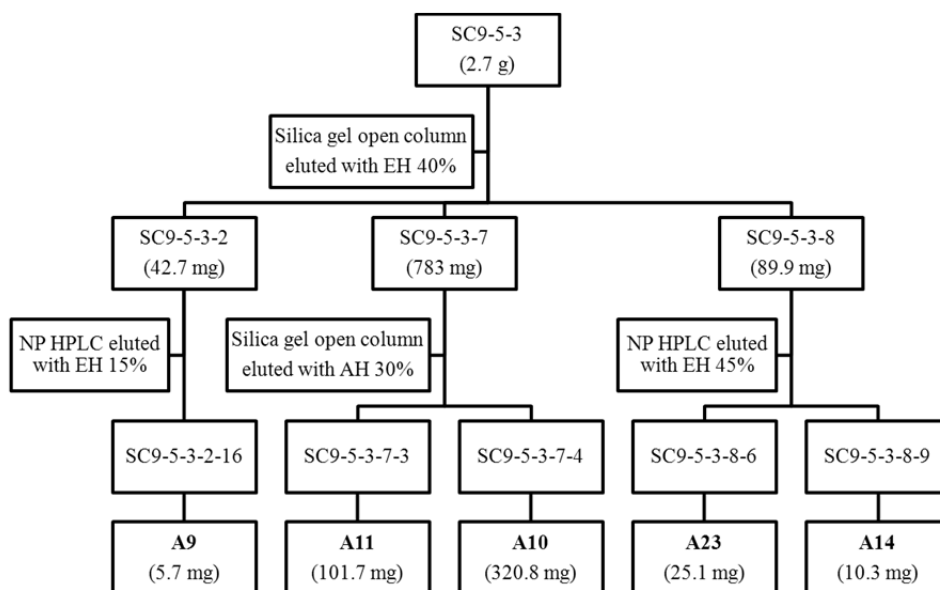 SC9-5-3
(2.7 g)
Silica gel open column
eluted with EH 40%
SC9-5-3-2
(42.7 mg)
SC9-5-3-7
(783 mg)
SC9-5-3-8
(89.9 mg)
NP HPLC eluted
with EH 15%
Silica gel open column
eluted with AH 30%
NP HPLC eluted
with EH 45%
SC9-5-3-2-16
SC9-5-3-7-3
SC9-5-3-7-4
SC9-5-3-8-6
SC9-5-3-8-9
A9
(5.7 mg)
A11
(101.7 mg)
A10
(320.8 mg)
A23
(25.1 mg)
A14
(10.3 mg)